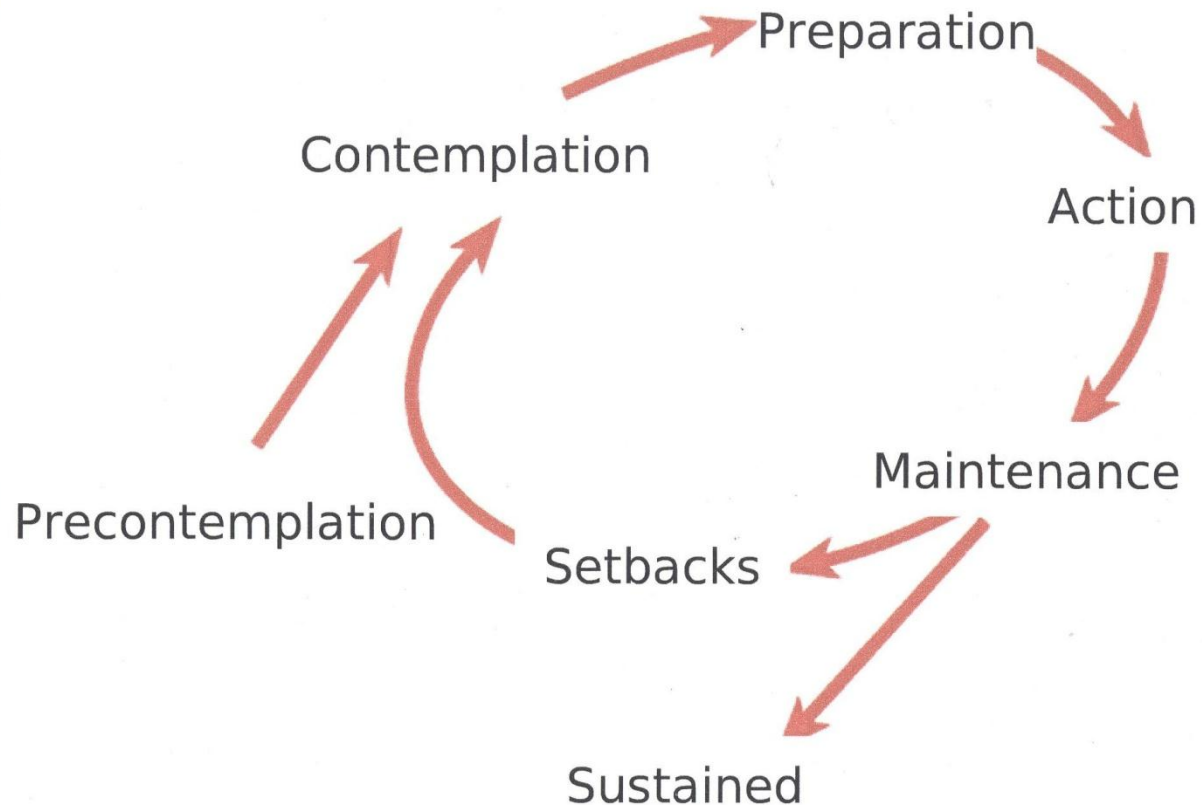 Preparation
Contemplation
Action
Maintenance
Precontemplation
Setbacks
Sustained